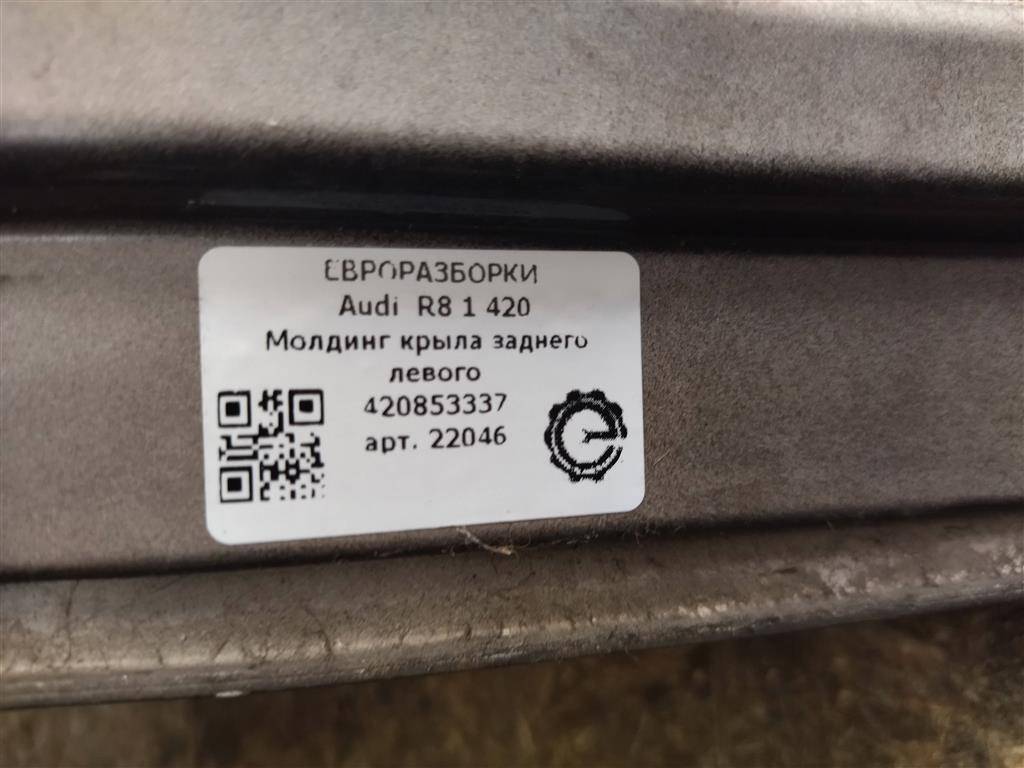 ЕВРОРАЗБОРКИ
Audi R8 1 420
Молдинг крыла заднего
левого
420853337
арт. 22046